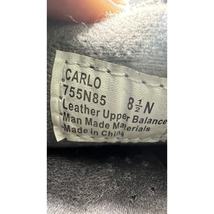 CARLO
755N85 8½N
Leather Upper Balance
Man Made Materials
Made in China